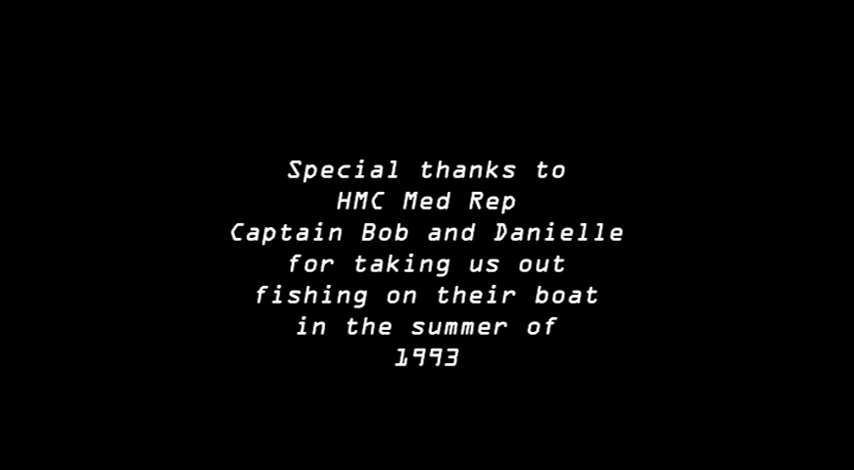 Special thanks to
HMC Med Rep
Captain Bob and Danielle
for taking us out
fishing on their boat
in the summer of
1993